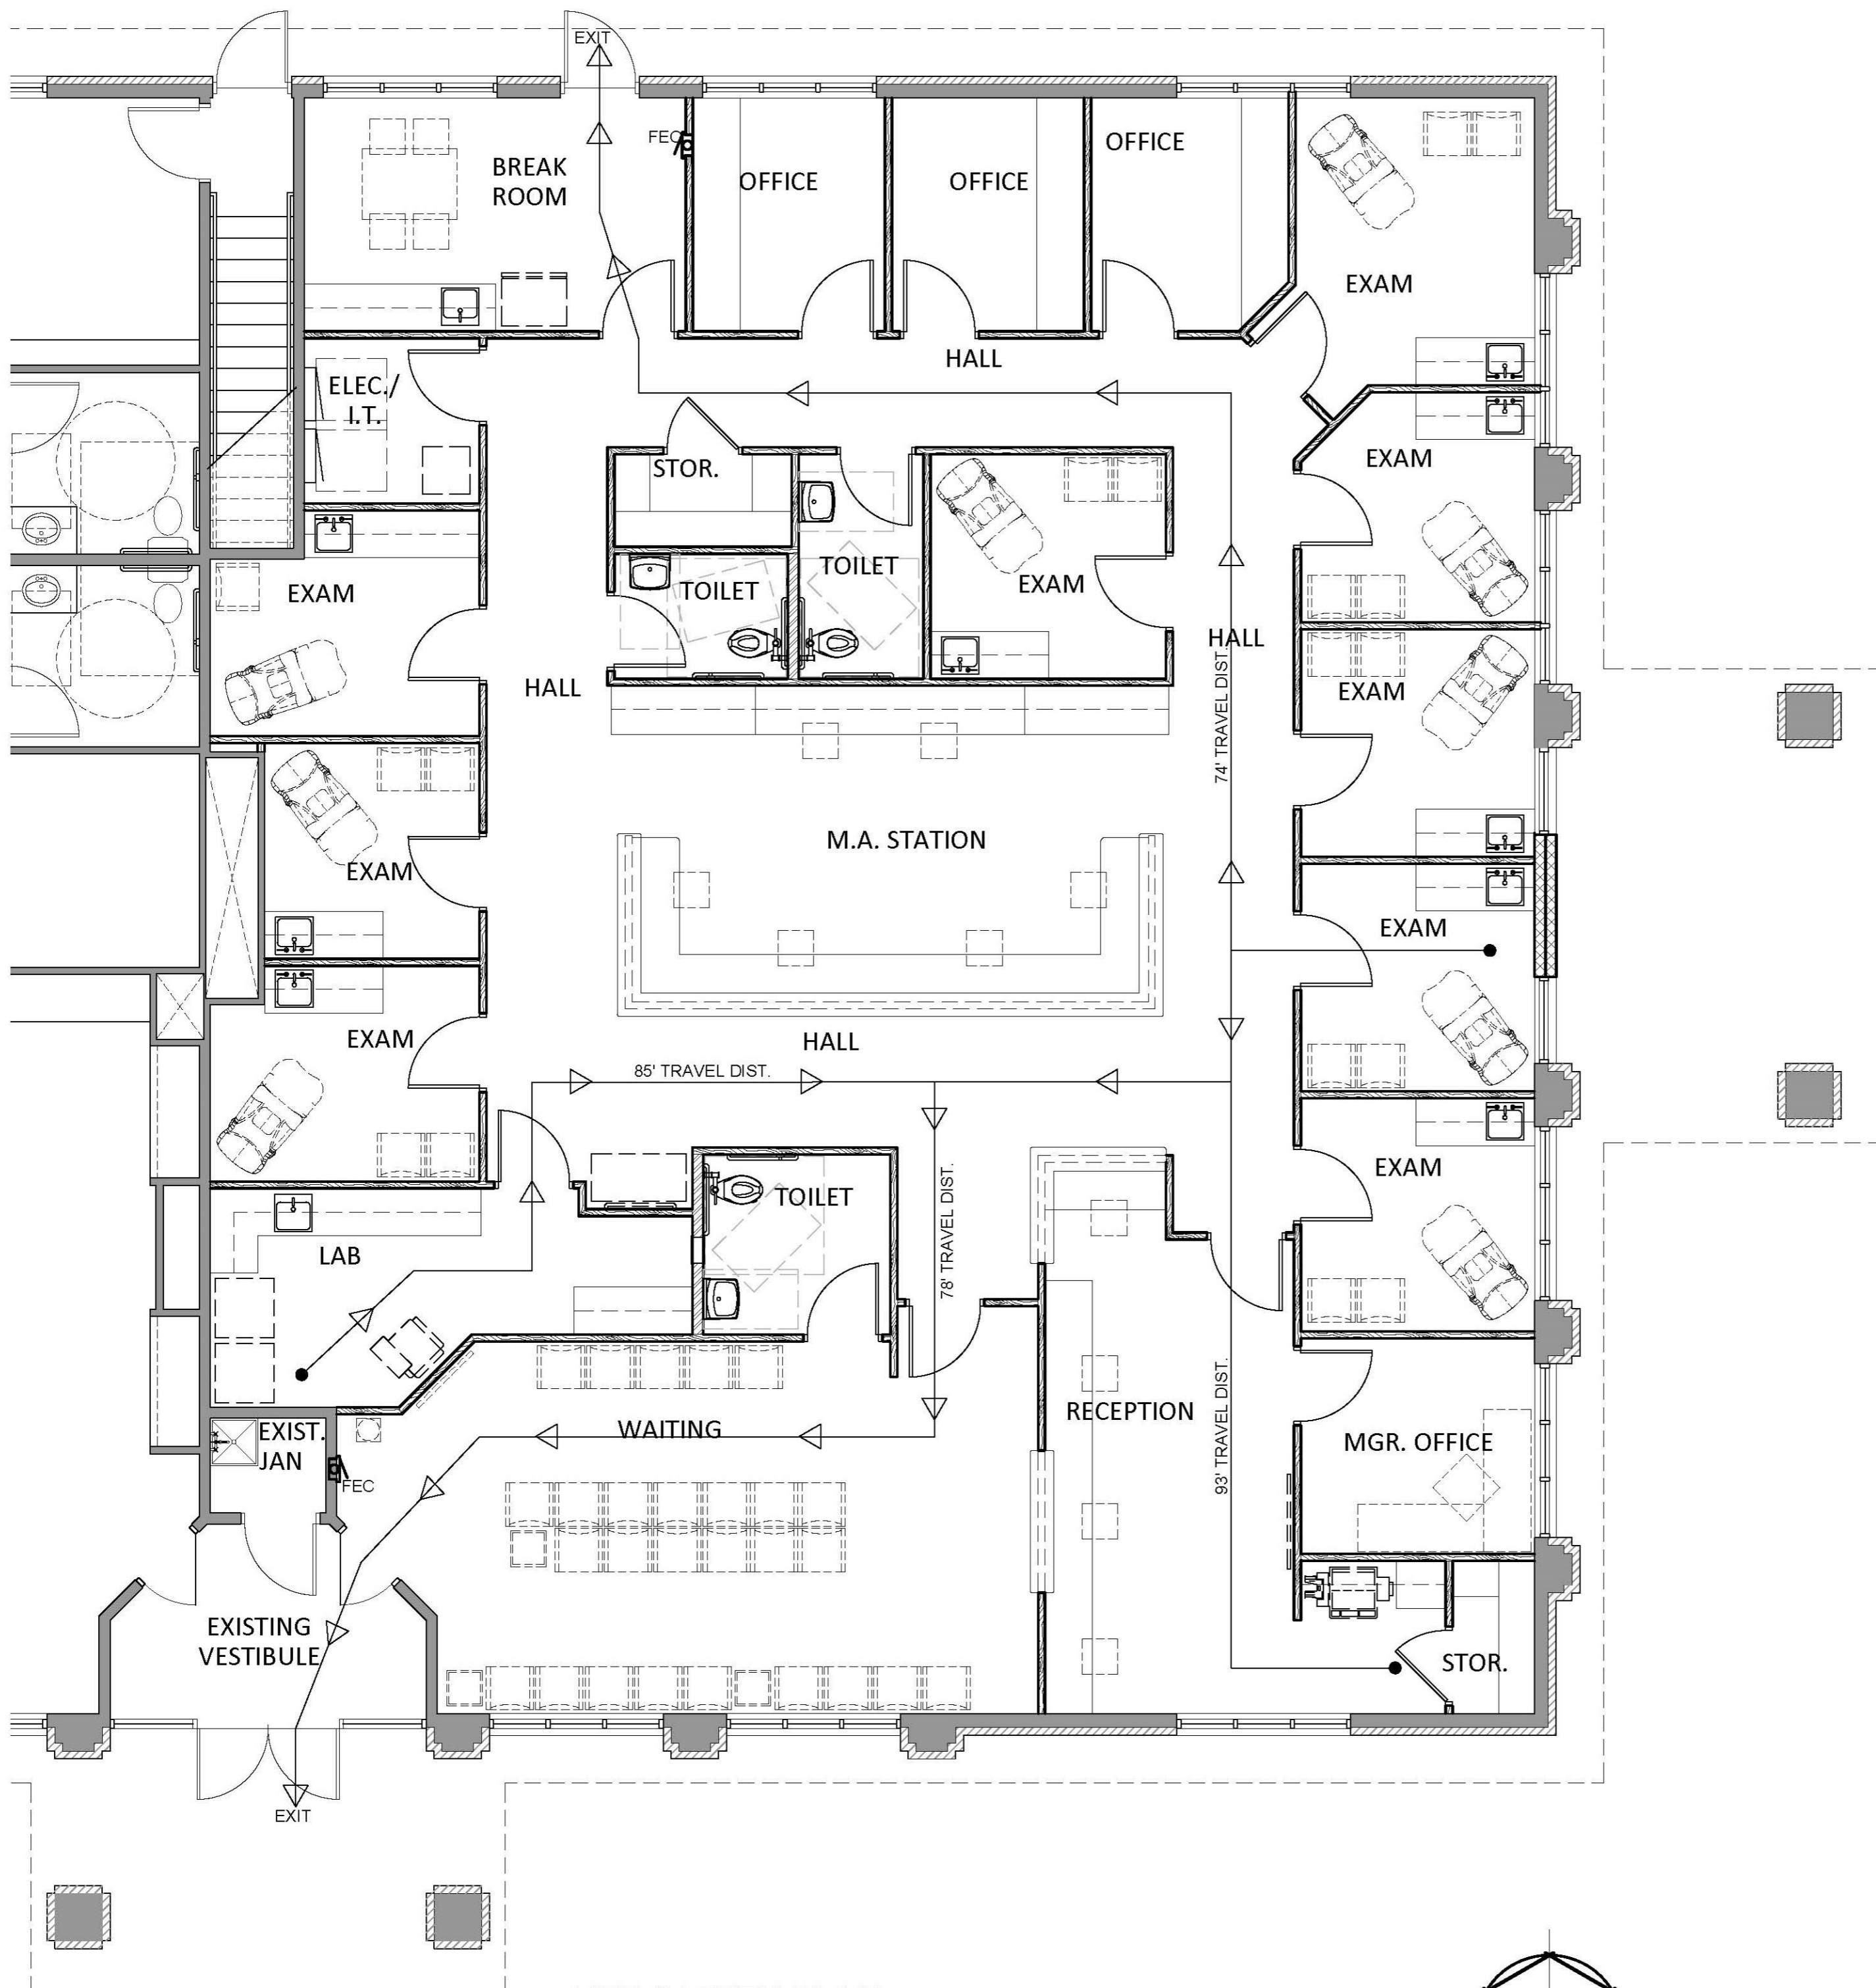 EXIT
FEC
BREAK
ROOM
OFFICE
OFFICE
OFFICE
EXAM
HALL
ELEC./
I.T.
STOR.
EXAM
TOILET
TOILET
EXAM
EXAM
HALL
HALL
EXAM
74' TRAVEL DIST.
M.A. STATION
EXAM
EXAM
EXAM
HALL
85' TRAVEL DIST.
EXAM
TOILET
78' TRAVEL DIST.
LAB
RECEPTION
93' TRAVEL DIST.
WAITING
MGR. OFFICE
EXIST.
JAN
FEC
EXISTING
VESTIBULE
STOR.
EXIT